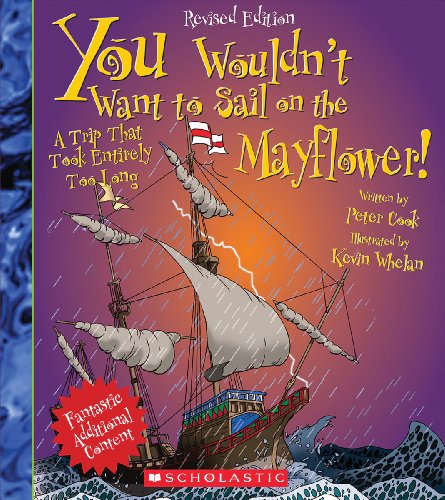 Revised Edition
You Wouldn't
Want to Sail on the
Mayflower!
A Trip That
Took Entirely
Too Long
Written by
Peter Cook
Illustrated by
Kevin Whelan
Fantastic
Additional
Content
SCHOLASTIC